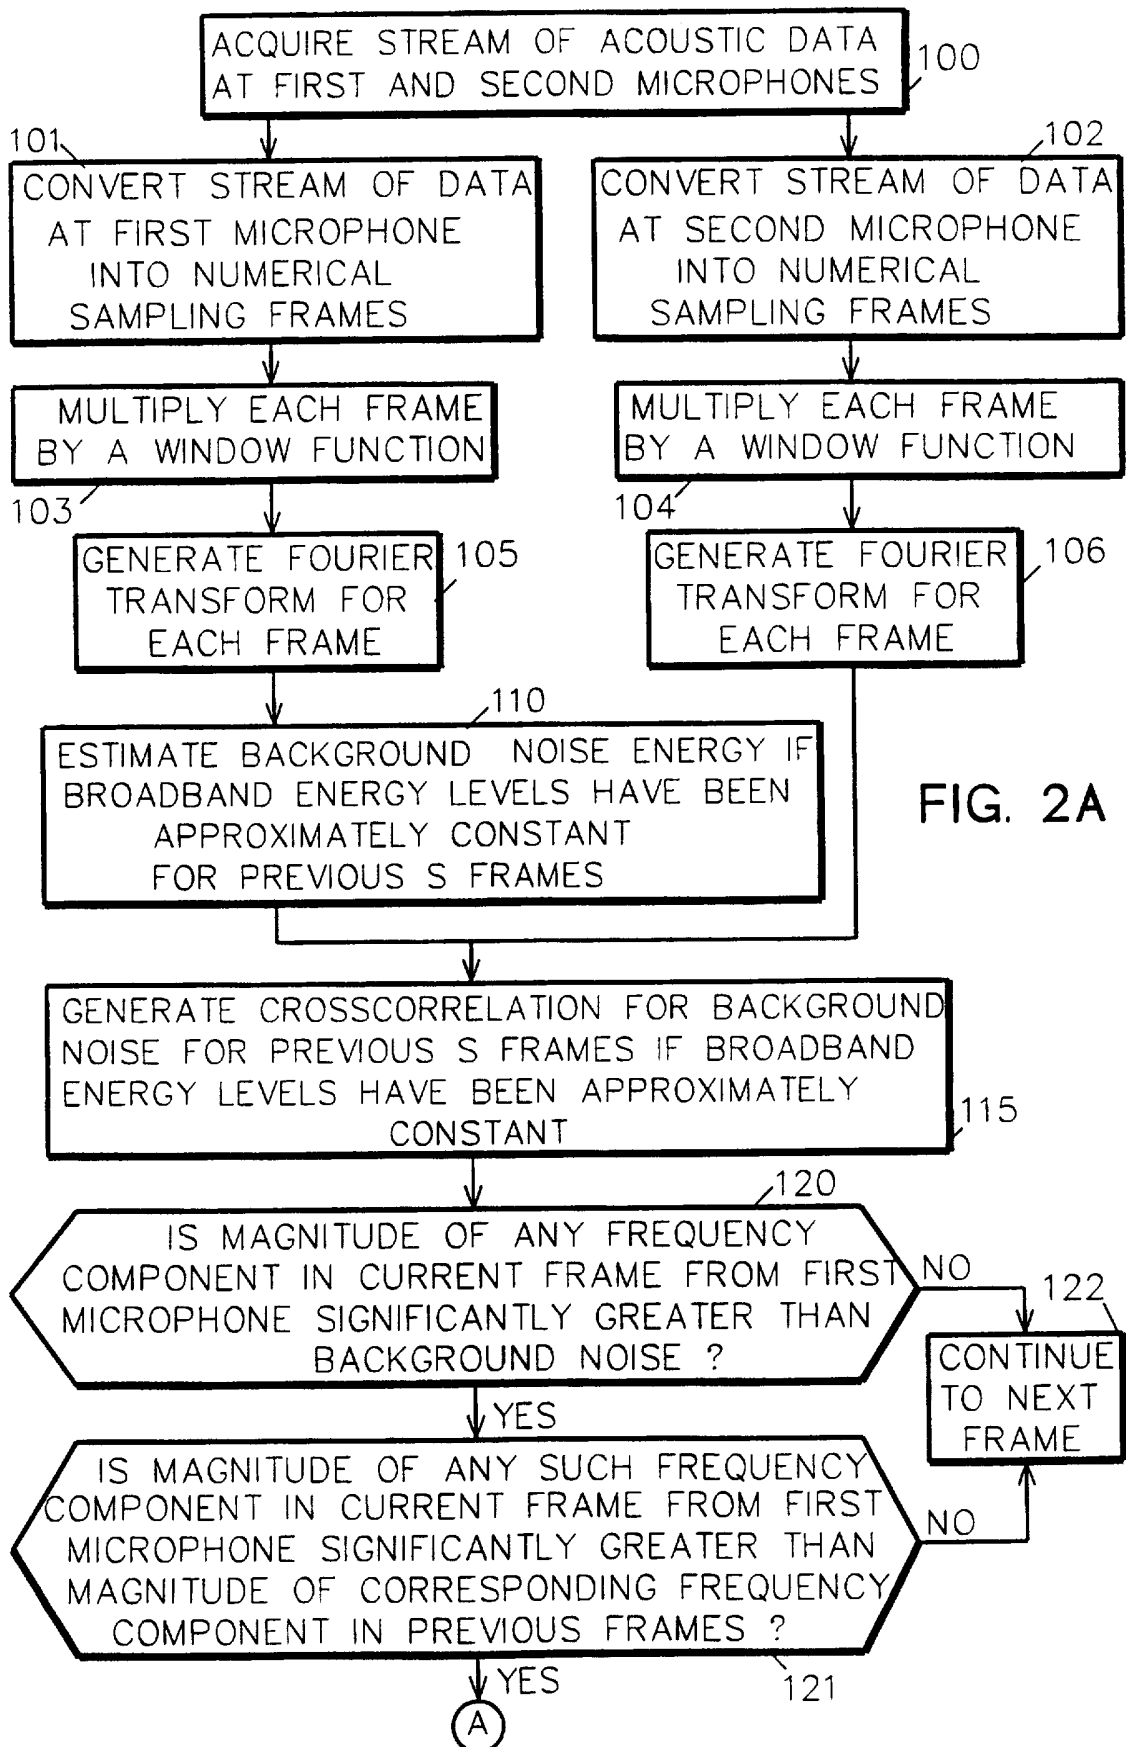 ACQUIRE STREAM OF ACOUSTIC DATA
AT FIRST AND SECOND MICROPHONES
100
101
CONVERT STREAM OF DATA
AT FIRST MICROPHONE
INTO NUMERICAL
SAMPLING FRAMES
102
CONVERT STREAM OF DATA
AT SECOND MICROPHONE
INTO NUMERICAL
SAMPLING FRAMES
MULTIPLY EACH FRAME
BY A WINDOW FUNCTION
103
MULTIPLY EACH FRAME
BY A WINDOW FUNCTION
104
GENERATE FOURIER
TRANSFORM FOR
EACH FRAME
105
GENERATE FOURIER
TRANSFORM FOR
EACH FRAME
106
110
ESTIMATE BACKGROUND NOISE ENERGY IF
BROADBAND ENERGY LEVELS HAVE BEEN
APPROXIMATELY CONSTANT
FOR PREVIOUS S FRAMES
FIG. 2A
GENERATE CROSSCORRELATION FOR BACKGROUND
NOISE FOR PREVIOUS S FRAMES IF BROADBAND
ENERGY LEVELS HAVE BEEN APPROXIMATELY
CONSTANT
115
120
IS MAGNITUDE OF ANY FREQUENCY
COMPONENT IN CURRENT FRAME FROM FIRST
MICROPHONE SIGNIFICANTLY GREATER THAN
BACKGROUND NOISE ?
NO
122
CONTINUE
TO NEXT
FRAME
YES
IS MAGNITUDE OF ANY SUCH FREQUENCY
COMPONENT IN CURRENT FRAME FROM FIRST
MICROPHONE SIGNIFICANTLY GREATER THAN
MAGNITUDE OF CORRESPONDING FREQUENCY
COMPONENT IN PREVIOUS FRAMES ?
NO
121
YES
A